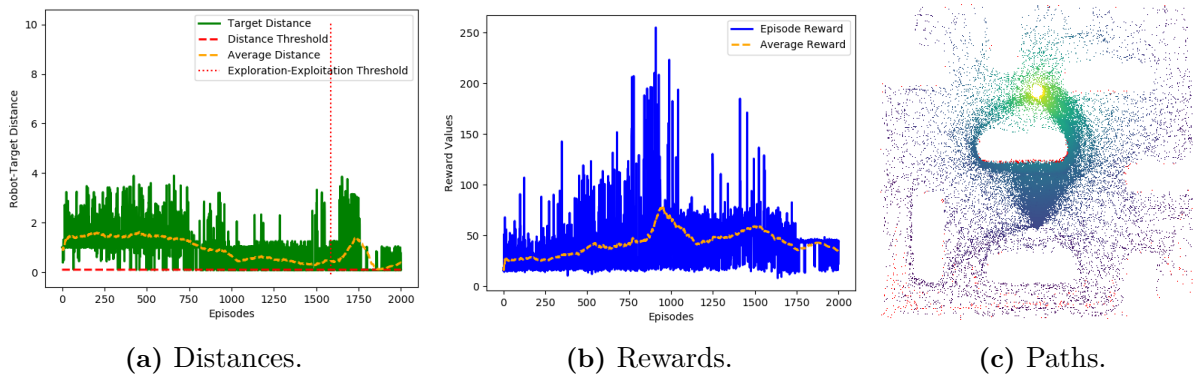 10
8
6
4
2
0
Robot-Target Distance
Target Distance
Distance Threshold
Average Distance
Exploration-Exploitation Threshold
0 250 500 750 1000 1250 1500 1750 2000
Episodes
(a) Distances.
250
200
150
100
50
0
Reward Values
Episode Reward
Average Reward
0 250 500 750 1000 1250 1500 1750 2000
Episodes
(b) Rewards.
(c) Paths.